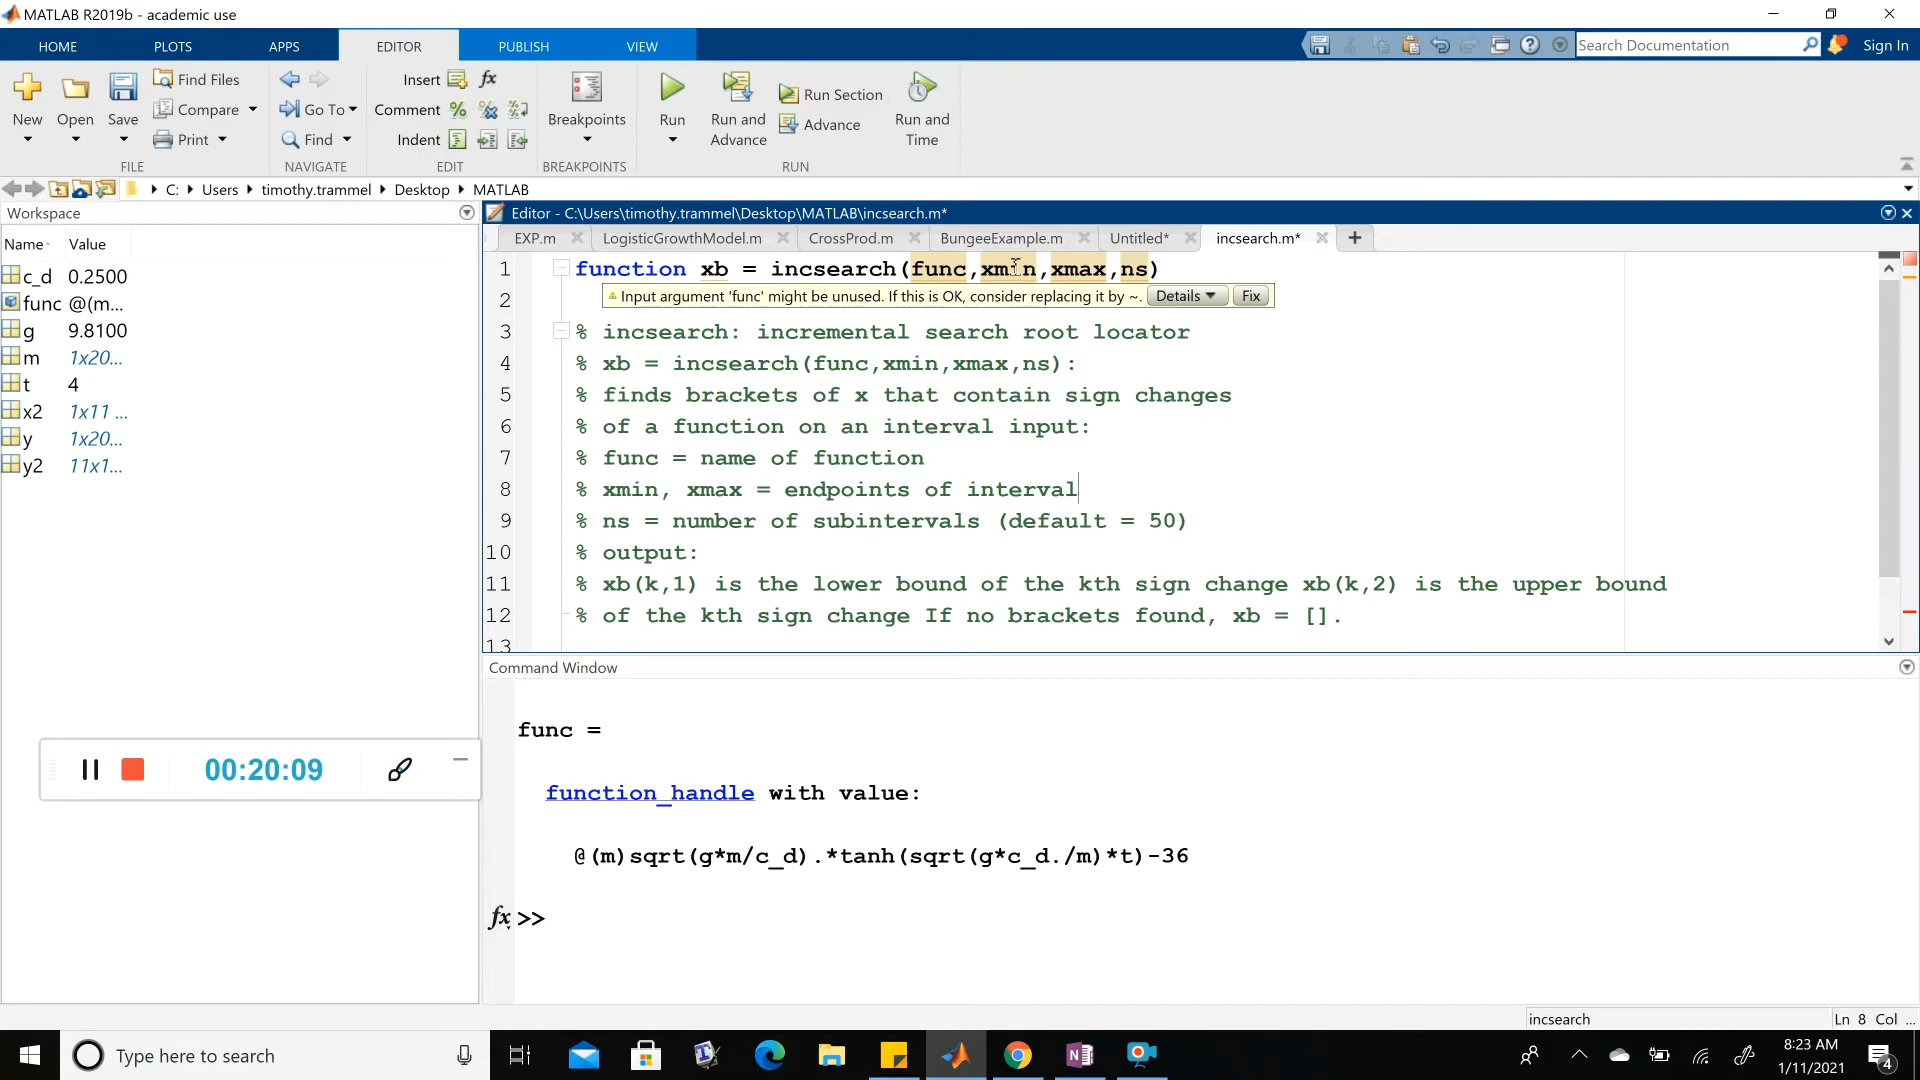 MATLAB R2019b - academic use
HOME PLOTS APPS EDITOR PUBLISH VIEW
Search Documentation
Sign In
New Open Save
Find Files
Compare
Print
FILE
Go To
Find
NAVIGATE
Insert fx
Comment
Indent
EDIT
Breakpoints
BREAKPOINTS
Run
Run and Advance
Run Section
Advance
Run and Time
RUN
C: Users timothy.trammel Desktop MATLAB
Workspace
Name Value
c_d 0.2500
func @(m...
g 9.8100
m 1x20...
t 4
x2 1x11 ...
y 1x20...
y2 11x1...
00:20:09
Editor - C:\Users\timothy.trammel\Desktop\MATLAB\incsearch.m*
EXP.m LogisticGrowthModel.m CrossProd.m BungeeExample.m Untitled* incsearch.m*
1 function xb = incsearch(func,xmin,xmax,ns)
2 Input argument 'func' might be unused. If this is OK, consider replacing it by ~. Details Fix
3 % incsearch: incremental search root locator
4 % xb = incsearch(func,xmin,xmax,ns):
5 % finds brackets of x that contain sign changes
6 % of a function on an interval input:
7 % func = name of function
8 % xmin, xmax = endpoints of interval
9 % ns = number of subintervals (default = 50)
10 % output:
11 % xb(k,1) is the lower bound of the kth sign change xb(k,2) is the upper bound
12 % of the kth sign change If no brackets found, xb = [].
13
Command Window
func =
function_handle with value:
@(m)sqrt(g*m/c_d).*tanh(sqrt(g*c_d./m)*t)-36
fx >>
incsearch Ln 8 Col ...
Type here to search
8:23 AM
1/11/2021
4